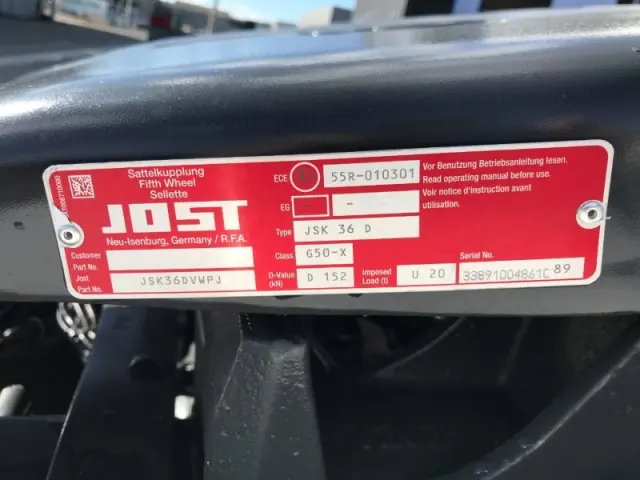 Sattelkupplung
Fifth Wheel
Sellette
JOST
Neu-Isenburg, Germany / R.F.A.
Customer
Part No.
Jost
Part No.
JSK36DVWPJ
ECE
55R-010301
EG
-
Type
JSK 36 D
Class
G50-X
D-Value
(kN)
D 152
Imposed
Load (t)
U 20
Vor Benutzung Betriebsanleitung lesen.
Read operating manual before use.
Voir notice d'instruction avant
utilisation.
Serial No.
33891004861C 89